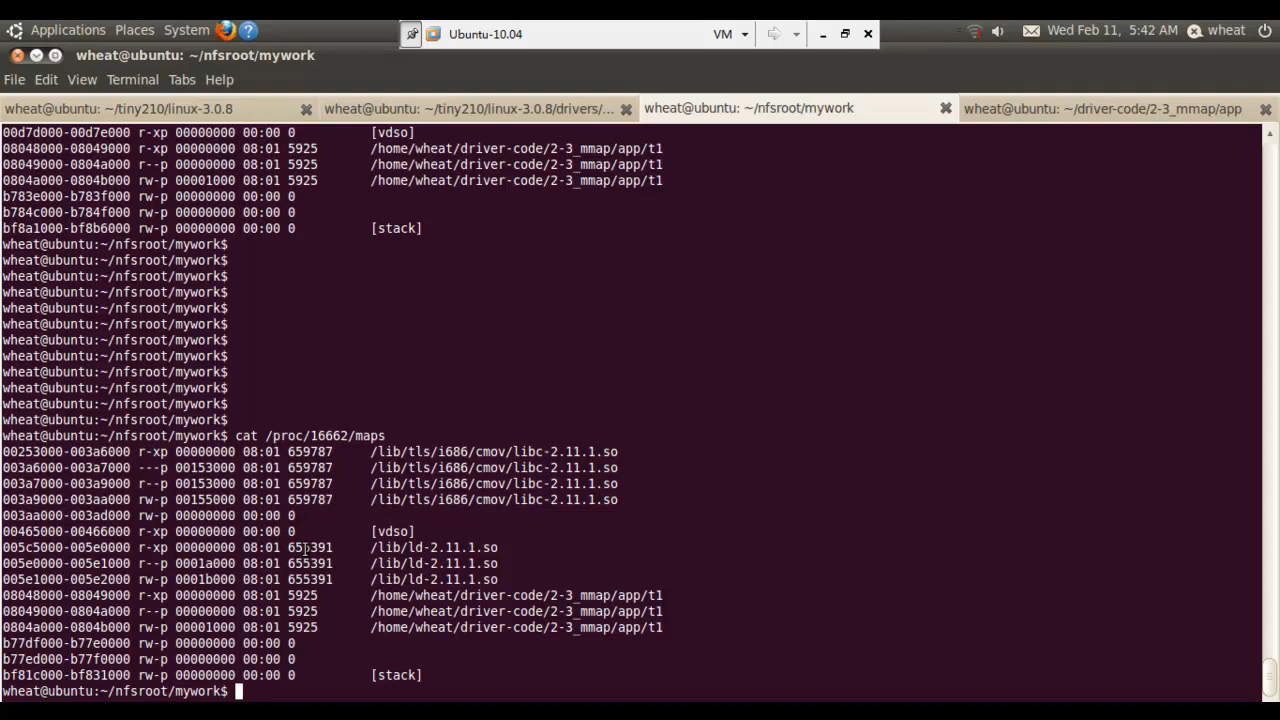 Applications Places System
Ubuntu-10.04
VM
Wed Feb 11, 5:42 AM wheat
wheat@ubuntu: ~/nfsroot/mywork
File Edit View Terminal Tabs Help
wheat@ubuntu: ~/tiny210/linux-3.0.8
wheat@ubuntu: ~/tiny210/linux-3.0.8/drivers/...
wheat@ubuntu: ~/nfsroot/mywork
wheat@ubuntu: ~/driver-code/2-3_mmap/app
00d7d000-00d7e000 r-xp 00000000 00:00 0 [vdso]
08048000-08049000 r-xp 00000000 08:01 5925 /home/wheat/driver-code/2-3_mmap/app/t1
08049000-0804a000 r--p 00000000 08:01 5925 /home/wheat/driver-code/2-3_mmap/app/t1
0804a000-0804b000 rw-p 00001000 08:01 5925 /home/wheat/driver-code/2-3_mmap/app/t1
b783e000-b783f000 rw-p 00000000 00:00 0
b784c000-b784f000 rw-p 00000000 00:00 0
bf8a1000-bf8b6000 rw-p 00000000 00:00 0 [stack]
wheat@ubuntu:~/nfsroot/mywork$
wheat@ubuntu:~/nfsroot/mywork$
wheat@ubuntu:~/nfsroot/mywork$
wheat@ubuntu:~/nfsroot/mywork$
wheat@ubuntu:~/nfsroot/mywork$
wheat@ubuntu:~/nfsroot/mywork$
wheat@ubuntu:~/nfsroot/mywork$
wheat@ubuntu:~/nfsroot/mywork$
wheat@ubuntu:~/nfsroot/mywork$
wheat@ubuntu:~/nfsroot/mywork$
wheat@ubuntu:~/nfsroot/mywork$
wheat@ubuntu:~/nfsroot/mywork$
wheat@ubuntu:~/nfsroot/mywork$ cat /proc/16662/maps
00253000-003a6000 r-xp 00000000 08:01 659787 /lib/tls/i686/cmov/libc-2.11.1.so
003a6000-003a7000 ---p 00153000 08:01 659787 /lib/tls/i686/cmov/libc-2.11.1.so
003a7000-003a9000 r--p 00153000 08:01 659787 /lib/tls/i686/cmov/libc-2.11.1.so
003a9000-003aa000 rw-p 00155000 08:01 659787 /lib/tls/i686/cmov/libc-2.11.1.so
003aa000-003ad000 rw-p 00000000 00:00 0
00465000-00466000 r-xp 00000000 00:00 0 [vdso]
005c5000-005e0000 r-xp 00000000 08:01 655391 /lib/ld-2.11.1.so
005e0000-005e1000 r--p 0001a000 08:01 655391 /lib/ld-2.11.1.so
005e1000-005e2000 rw-p 0001b000 08:01 655391 /lib/ld-2.11.1.so
08048000-08049000 r-xp 00000000 08:01 5925 /home/wheat/driver-code/2-3_mmap/app/t1
08049000-0804a000 r--p 00000000 08:01 5925 /home/wheat/driver-code/2-3_mmap/app/t1
0804a000-0804b000 rw-p 00001000 08:01 5925 /home/wheat/driver-code/2-3_mmap/app/t1
b77df000-b77e0000 rw-p 00000000 00:00 0
b77ed000-b77f0000 rw-p 00000000 00:00 0
bf81c000-bf831000 rw-p 00000000 00:00 0 [stack]
wheat@ubuntu:~/nfsroot/mywork$